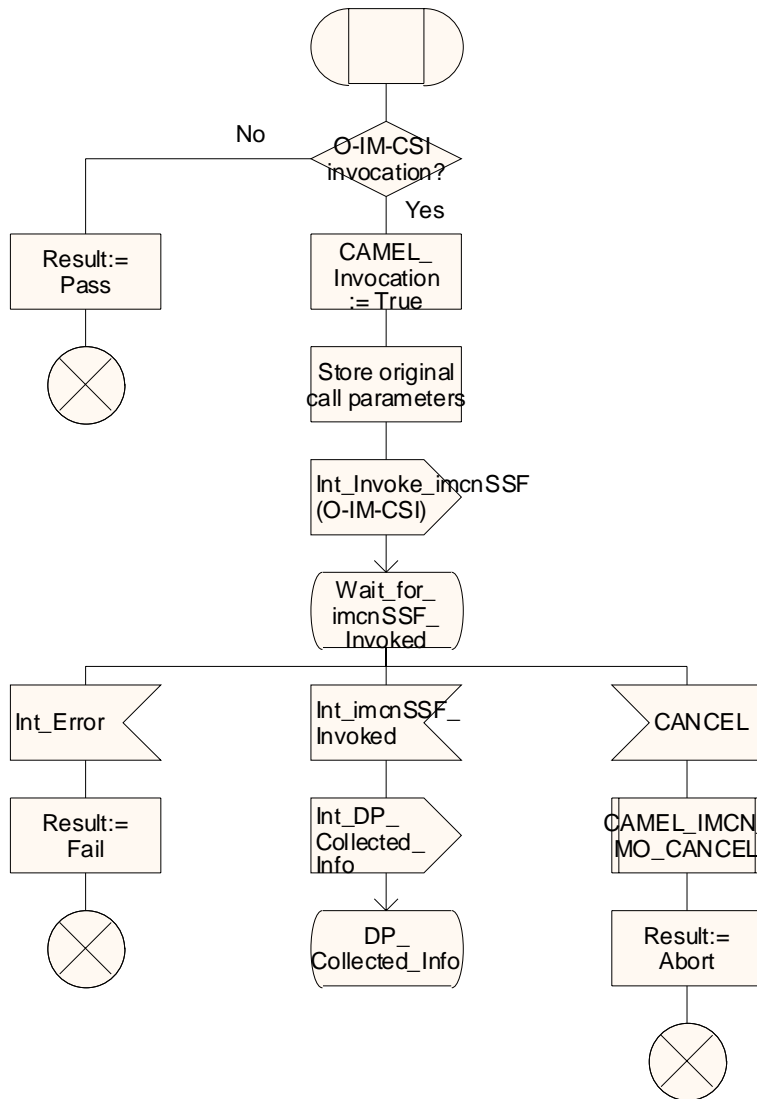 No
O-IM-CSI
invocation?
Yes
Result:=
Pass
CAMEL_
Invocation
:= True
Store original
call parameters
Int_Invoke_imcnSSF
(O-IM-CSI)
Wait_for_
imcnSSF_
Invoked
Int_Error
Int_imcnSSF_
Invoked
CANCEL
Result:=
Fail
Int_DP_
Collected_
Info
CAMEL_IMCN_
MO_CANCEL
DP_
Collected_Info
Result:=
Abort